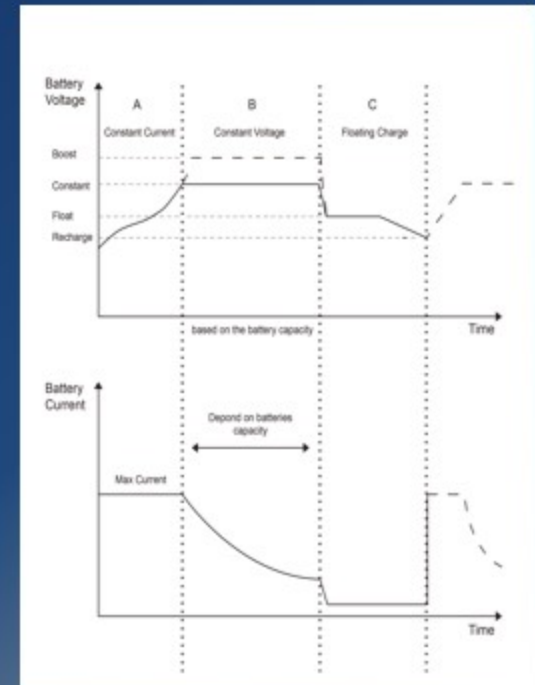 Battery
Voltage
A
B
C
Constant Current
Constant Voltage
Floating Charge
Boost
Constant
Float
Recharge
based on the battery capacity
Time
Battery
Current
Depond on batteries
capacity
Max Current
Time